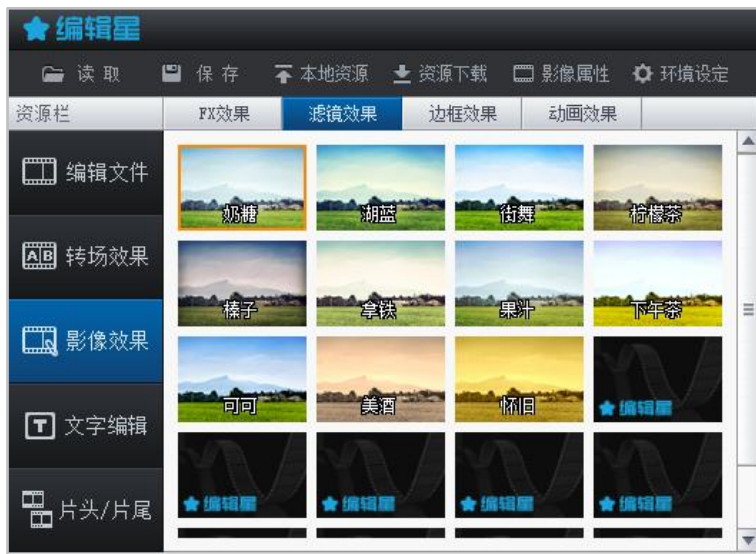 编辑星
读取 保存 本地资源 资源下载 影像属性 环境设定
资源栏 FX效果 滤镜效果 边框效果 动画效果
编辑文件
转场效果
AB
影像效果
文字编辑
T
片头/片尾
奶糖 湖蓝 街舞 柠檬茶
榛子 拿铁 果汁 下午茶
可可 美酒 怀旧 编辑星
编辑星 编辑星 编辑星 编辑星